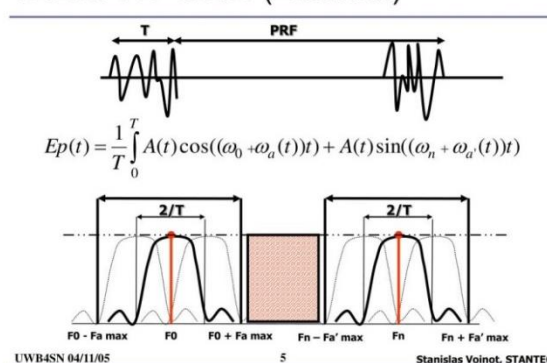 T PRF
Ep(t) = 1/T ∫₀ᵀ A(t)cos((ω₀ +ωₐ(t))t) + A(t)sin((ωₙ + ωₐ'(t))t)
2/T 2/T
F0 - Fa max F0 F0 + Fa max Fn – Fa' max Fn Fn + Fa' max
UWB4SN 04/11/05 5 Stanislas Voinot, STANTE